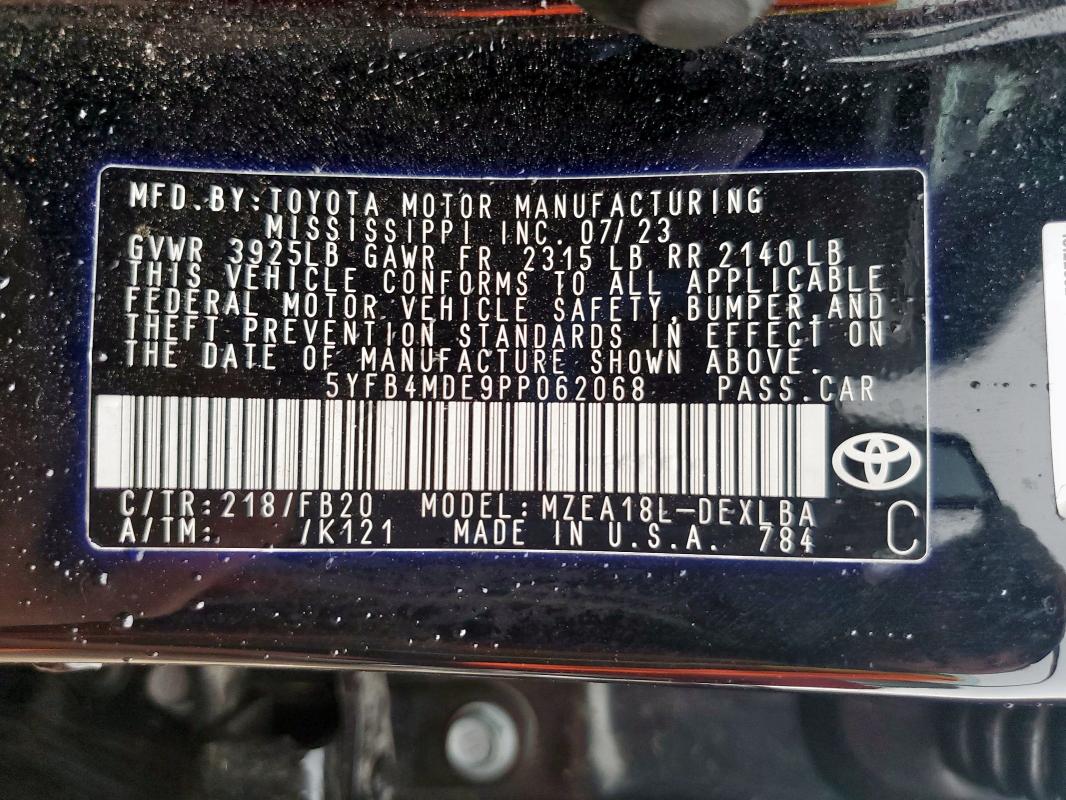 MFD.BY:TOYOTA MOTOR MANUFACTURING
MISSISSIPPI INC. 07/23
GVWR 3925LB GAWR FR 2315 LB RR 2140 LB
THIS VEHICLE CONFORMS TO ALL APPLICABLE
FEDERAL MOTOR VEHICLE SAFETY,BUMPER,AND
THEFT PREVENTION STANDARDS IN EFFECT ON
THE DATE OF MANUFACTURE SHOWN ABOVE.
5YFB4MDE9PP062068 PASS.CAR
C/TR:218/FB20 MODEL:MZEA18L-DEXLBA
A/TM: /K121 MADE IN U.S.A. 784 C